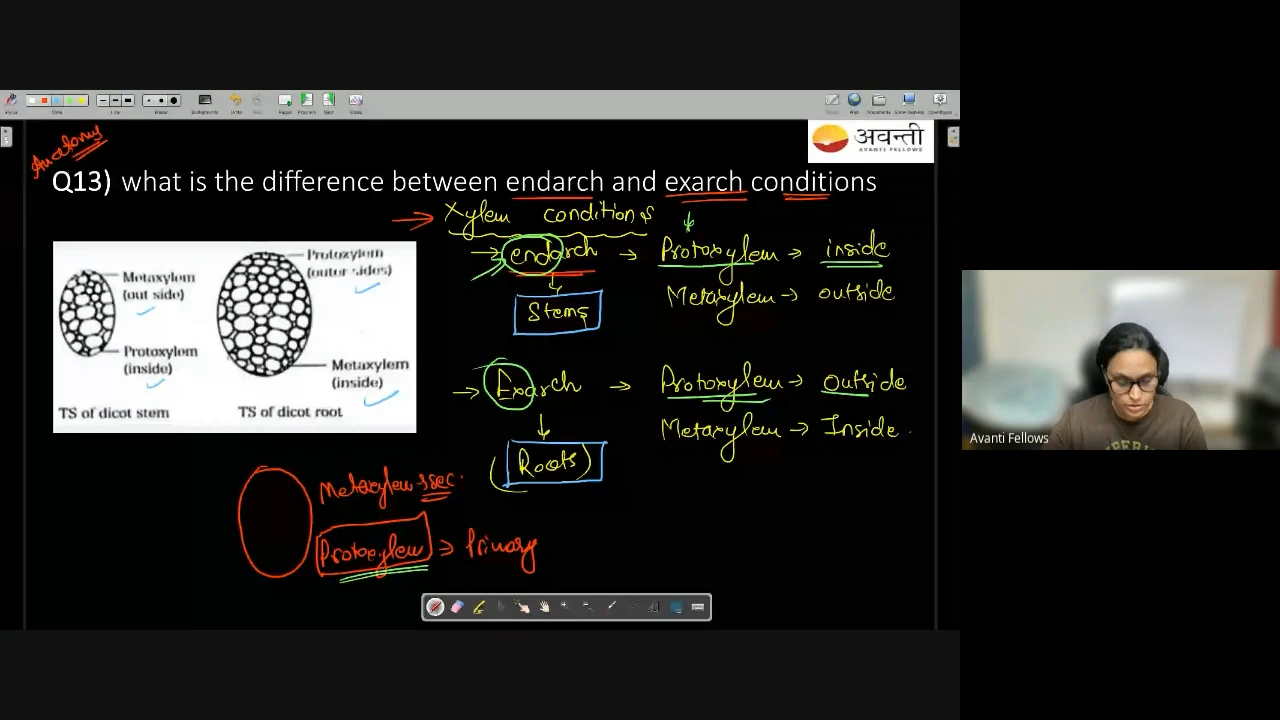 Anatomy
अवन्ती
AVANTI FELLOWS
Q13) what is the difference between endarch and exarch conditions
→ Xylem conditions
→ endarch → Protoxylem → inside
Metaxylem → outside
Stems
Metaxylem
(out side)
Protoxylem
(inside)
TS of dicot stem
Protoxylem
(outer sides)
Metaxylem
(inside)
TS of dicot root
→ Exarch → Protoxylem → Outside
Metaxylem → Inside.
(Roots)
Metaxylem → sec.
Protoxylem → Primary
Avanti Fellows